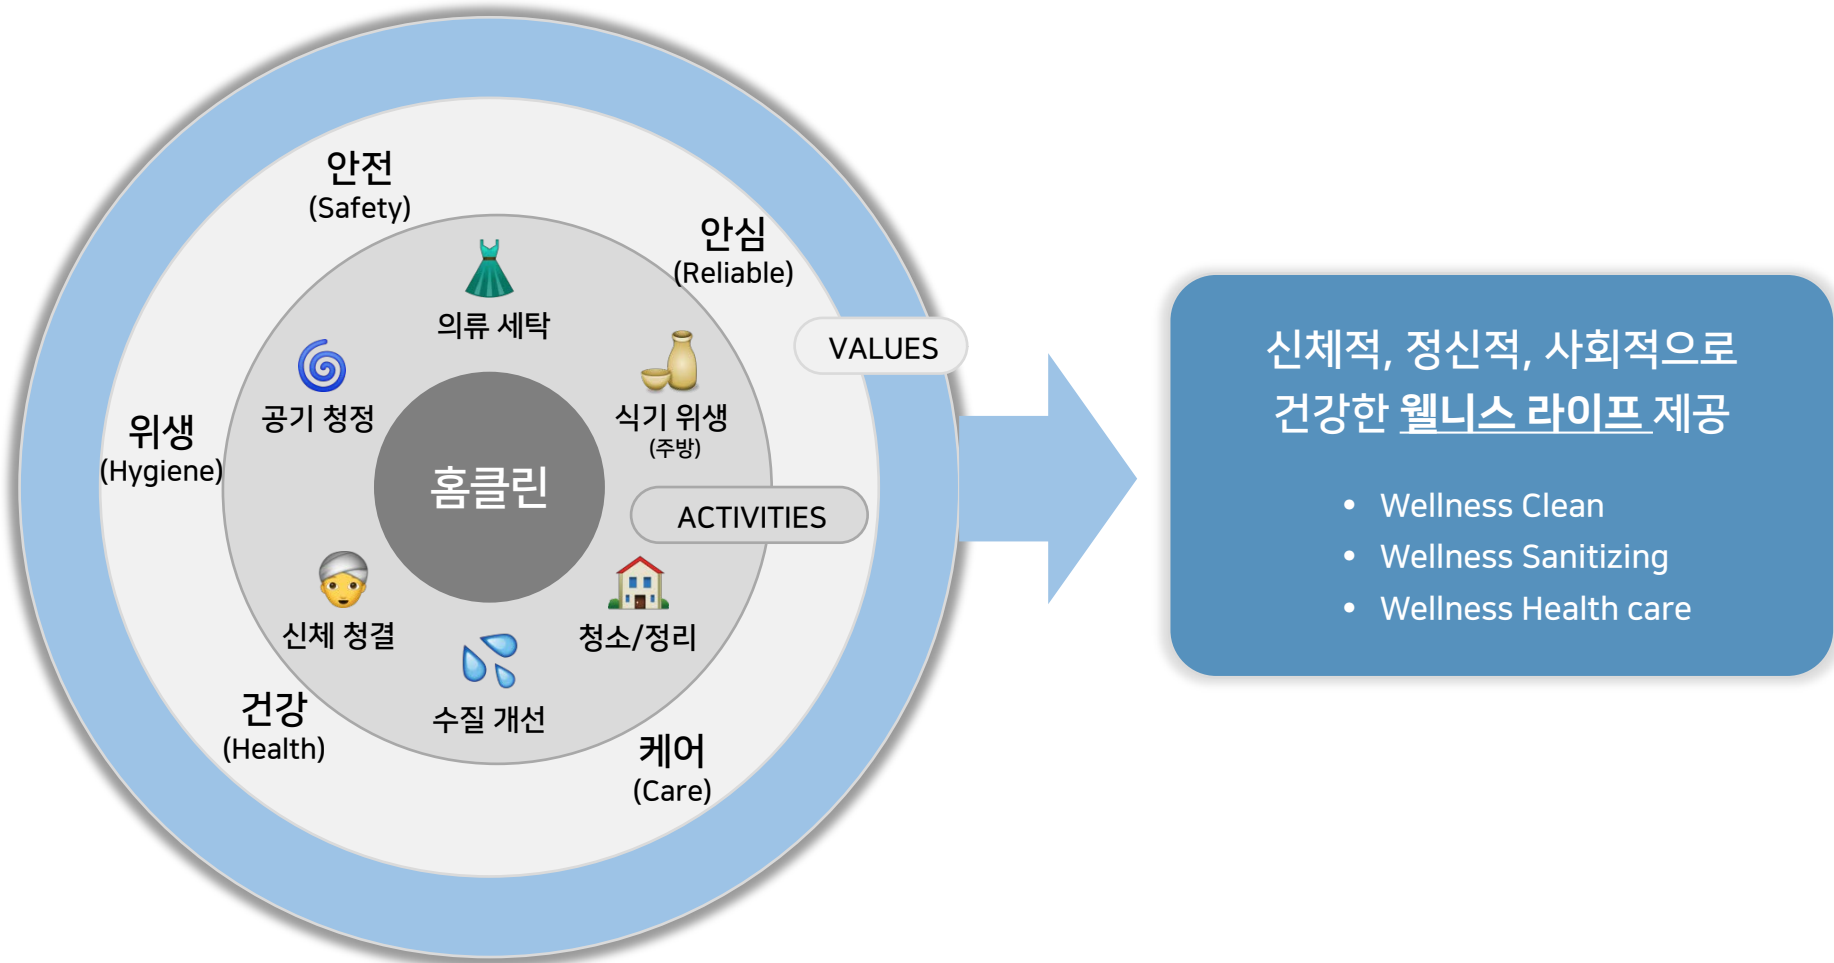 안전
(Safety)
안심
(Reliable)
의류 세탁
VALUES
공기 청정
식기 위생
(주방)
위생
(Hygiene)
홈클린
ACTIVITIES
신체 청결
청소/정리
수질 개선
건강
(Health)
케어
(Care)
신체적, 정신적, 사회적으로
건강한 웰니스 라이프 제공
• Wellness Clean
• Wellness Sanitizing
• Wellness Health care